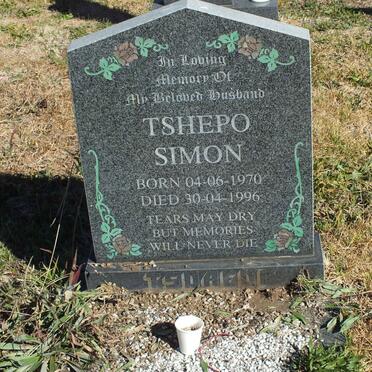 In Loving
Memory Of
My Beloved Husband
TSHEPO
SIMON
BORN 04-06-1970
DIED 30-04-1996
TEARS MAY DRY
BUT MEMORIES
WILL NEVER DIE